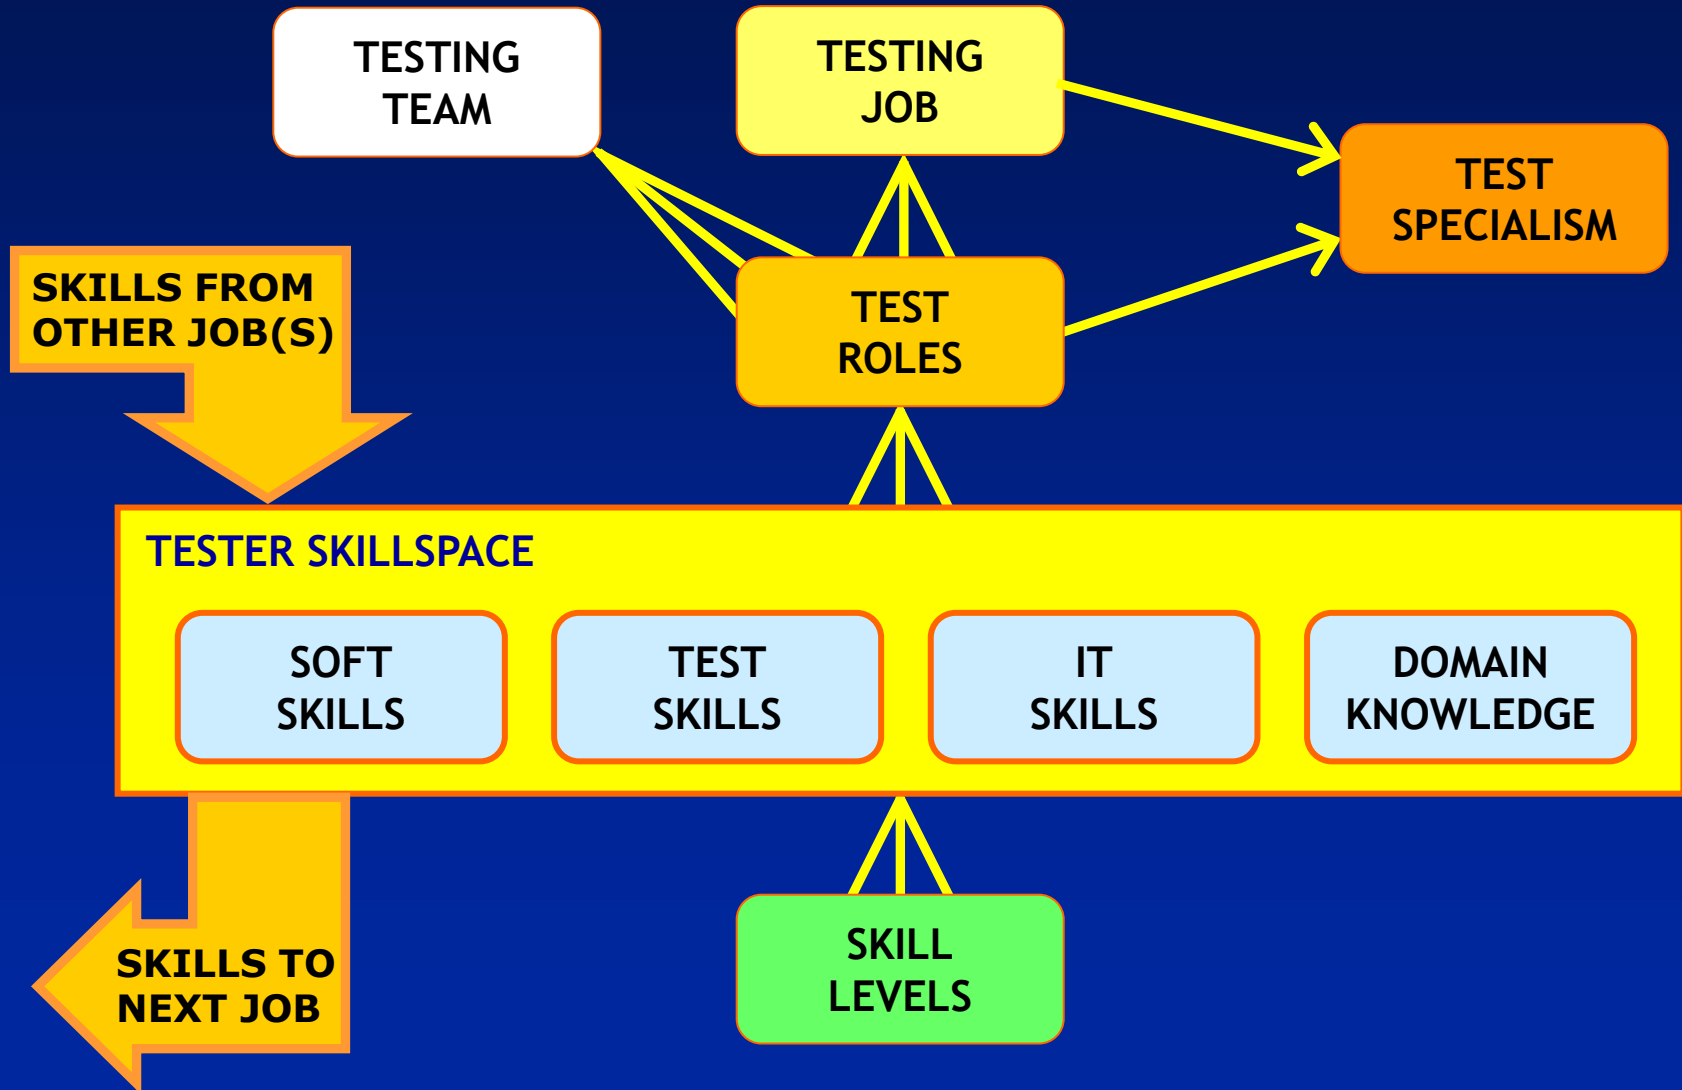 TESTING
TEAM
TESTING
JOB
TEST
SPECIALISM
SKILLS FROM
OTHER JOB(S)
TEST
ROLES
TESTER SKILLSPACE
SOFT
SKILLS
TEST
SKILLS
IT
SKILLS
DOMAIN
KNOWLEDGE
SKILLS TO
NEXT JOB
SKILL
LEVELS